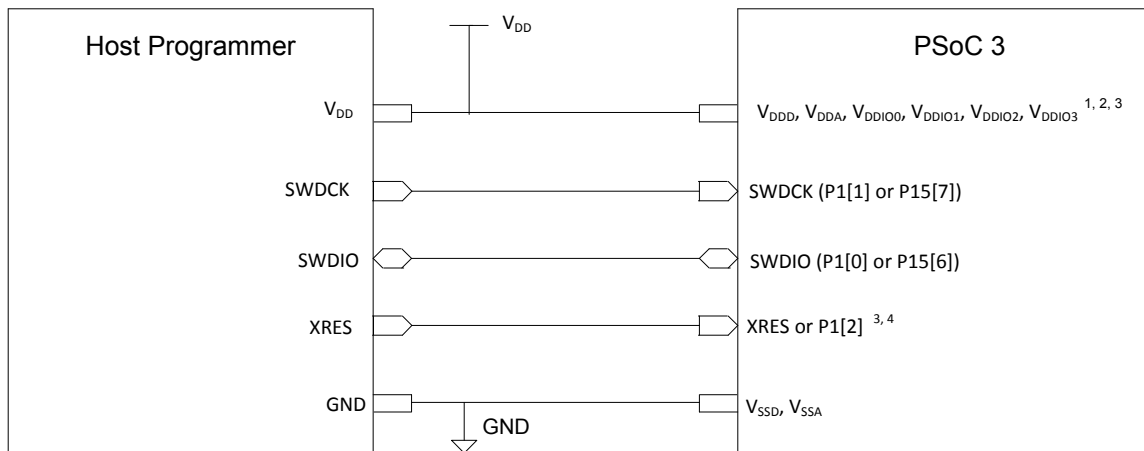 Host Programmer
V_DD
V_DD
SWDCK
SWDIO
XRES
GND
GND
PSoC 3
V_DDD, V_DDA, V_DDIO0, V_DDIO1, V_DDIO2, V_DDIO3 1, 2, 3
SWDCK (P1[1] or P15[7])
SWDIO (P1[0] or P15[6])
XRES or P1[2] 3, 4
V_SSD, V_SSA